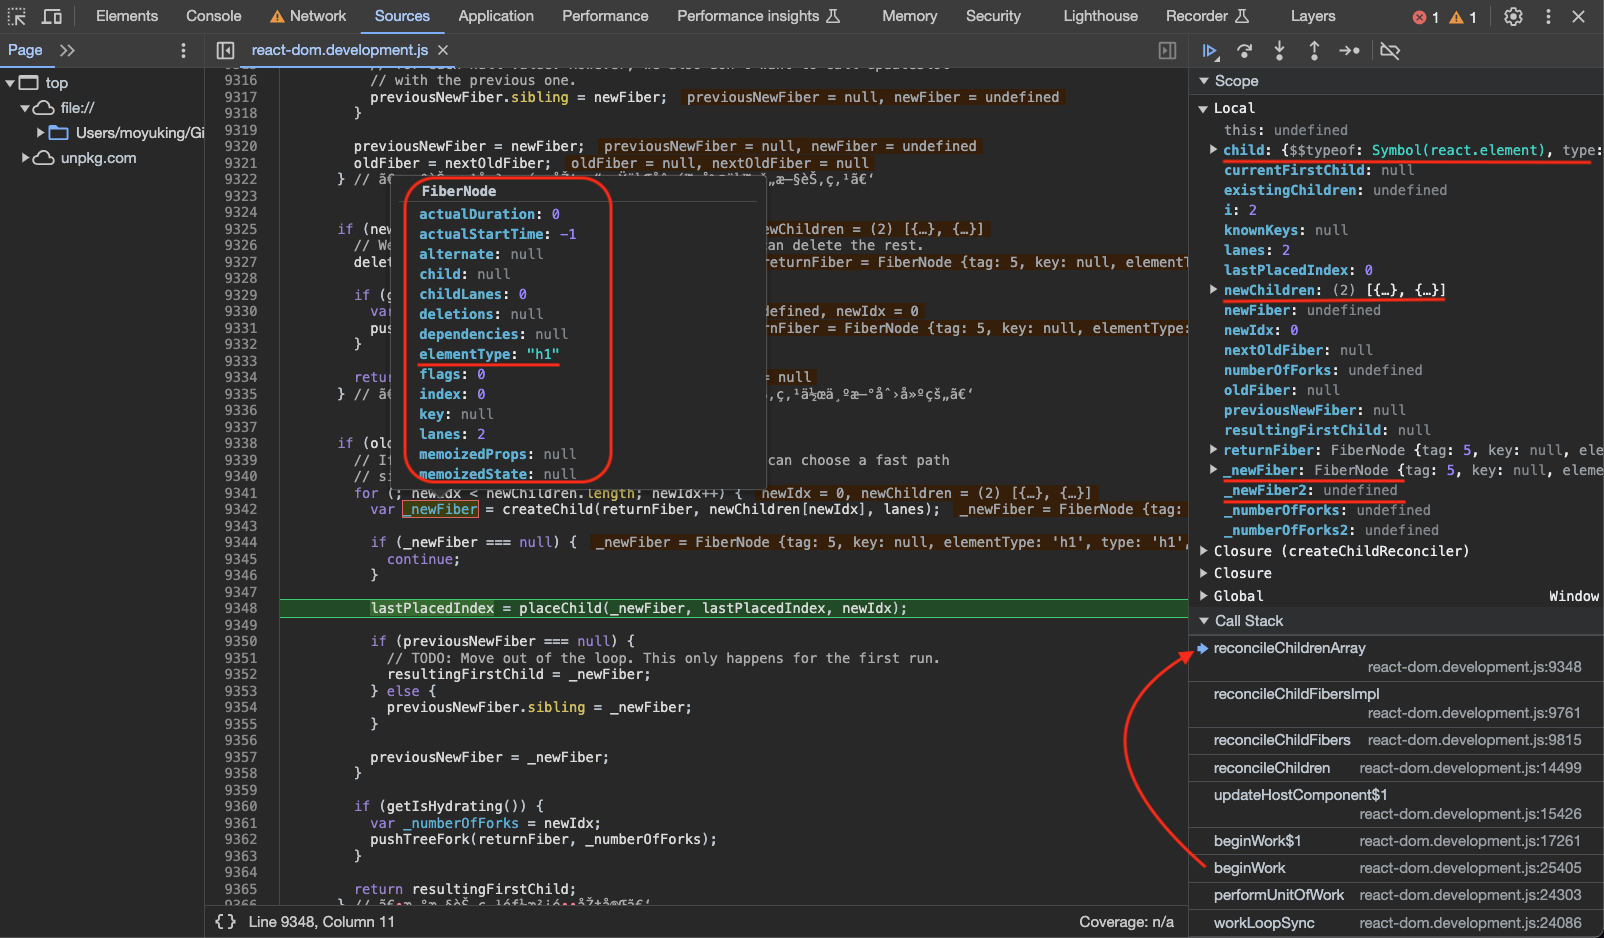 Elements Console Network Sources Application Performance Performance insights Memory Security Lighthouse Recorder Layers 1 1
Page react-dom.development.js
top
file://
Users/moyuking/Gi
unpkg.com
9316 // with the previous one.
9317 previousNewFiber.sibling = newFiber; previousNewFiber = null, newFiber = undefined
9318 }
9319
9320 previousNewFiber = newFiber; previousNewFiber = null, newFiber = undefined
9321 oldFiber = nextOldFiber; oldFiber = null, nextOldFiber = null
9322 } //
9323
9324
9325 if (new ewChildren = (2) [{…}, {…}]
9326 // We an delete the rest.
9327 delet returnFiber = FiberNode {tag: 5, key: null, elementT
9328
9329 if (g
9330 va defined, newIdx = 0
9331 pus rnFiber = FiberNode {tag: 5, key: null, elementType:
9332 }
9333
9334 retur = null
9335 } //
9336
9337
9338 if (old
9339 // If can choose a fast path
9340 // si
9341 for (; newIdx < newChildren.length; newIdx++) { newIdx = 0, newChildren = (2) [{…}, {…}]
9342 var _newFiber = createChild(returnFiber, newChildren[newIdx], lanes); _newFiber = FiberNode {tag:
9343
9344 if (_newFiber === null) { _newFiber = FiberNode {tag: 5, key: null, elementType: 'h1', type: 'h1',
9345 continue;
9346 }
9347
9348 lastPlacedIndex = placeChild(_newFiber, lastPlacedIndex, newIdx);
9349
9350 if (previousNewFiber === null) {
9351 // TODO: Move out of the loop. This only happens for the first run.
9352 resultingFirstChild = _newFiber;
9353 } else {
9354 previousNewFiber.sibling = _newFiber;
9355 }
9356
9357 previousNewFiber = _newFiber;
9358 }
9359
9360 if (getIsHydrating()) {
9361 var _numberOfForks = newIdx;
9362 pushTreeFork(returnFiber, _numberOfForks);
9363 }
9364
9365 return resultingFirstChild;
9366
FiberNode
actualDuration: 0
actualStartTime: -1
alternate: null
child: null
childLanes: 0
deletions: null
dependencies: null
elementType: "h1"
flags: 0
index: 0
key: null
lanes: 2
memoizedProps: null
memoizedState: null
{} Line 9348, Column 11 Coverage: n/a
Scope
Local
this: undefined
child: {$$typeof: Symbol(react.element), type:
currentFirstChild: null
existingChildren: undefined
i: 2
knownKeys: null
lanes: 2
lastPlacedIndex: 0
newChildren: (2) [{…}, {…}]
newFiber: undefined
newIdx: 0
nextOldFiber: null
numberOfForks: undefined
oldFiber: null
previousNewFiber: null
resultingFirstChild: null
returnFiber: FiberNode {tag: 5, key: null, ele
_newFiber: FiberNode {tag: 5, key: null, eleme
_newFiber2: undefined
_numberOfForks: undefined
_numberOfForks2: undefined
Closure (createChildReconciler)
Closure
Global Window
Call Stack
reconcileChildrenArray
react-dom.development.js:9348
reconcileChildFibersImpl
react-dom.development.js:9761
reconcileChildFibers react-dom.development.js:9815
reconcileChildren react-dom.development.js:14499
updateHostComponent$1
react-dom.development.js:15426
beginWork$1 react-dom.development.js:17261
beginWork react-dom.development.js:25405
performUnitOfWork react-dom.development.js:24303
workLoopSync react-dom.development.js:24086